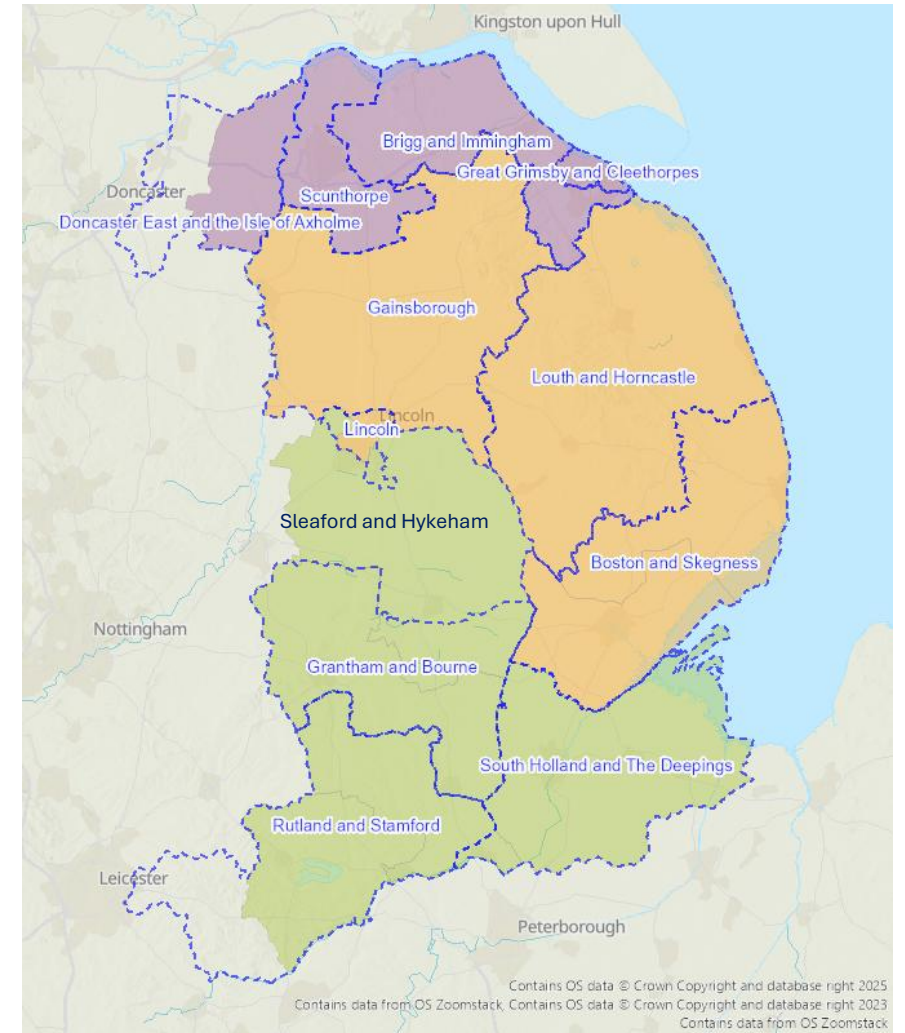 Kingston upon Hull
Brigg and Immingham
Great Grimsby and Cleethorpes
Doncaster
Scunthorpe
Doncaster East and the Isle of Axholme
Gainsborough
Louth and Horncastle
Lincoln
Lincoln
Sleaford and Hykeham
Boston and Skegness
Nottingham
Grantham and Bourne
South Holland and The Deepings
Rutland and Stamford
Leicester
Peterborough
Contains OS data © Crown Copyright and database right 2025
Contains data from OS Zoomstack, Contains OS data © Crown Copyright and database right 2023
Contains data from OS Zoomstack